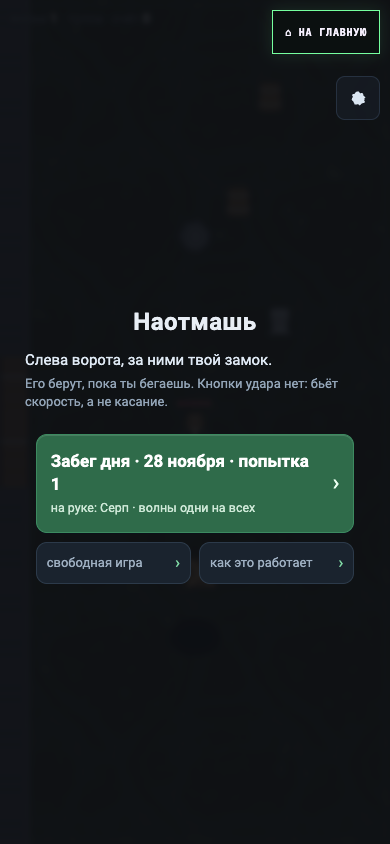 ⌂ НА ГЛАВНУЮ
Наотмашь
Слева ворота, за ними твой замок.
Его берут, пока ты бегаешь. Кнопки удара нет: бьёт
скорость, а не касание.
Забег дня · 28 ноября · попытка
1
на руке: Серп · волны одни на всех
свободная игра ›
как это работает ›